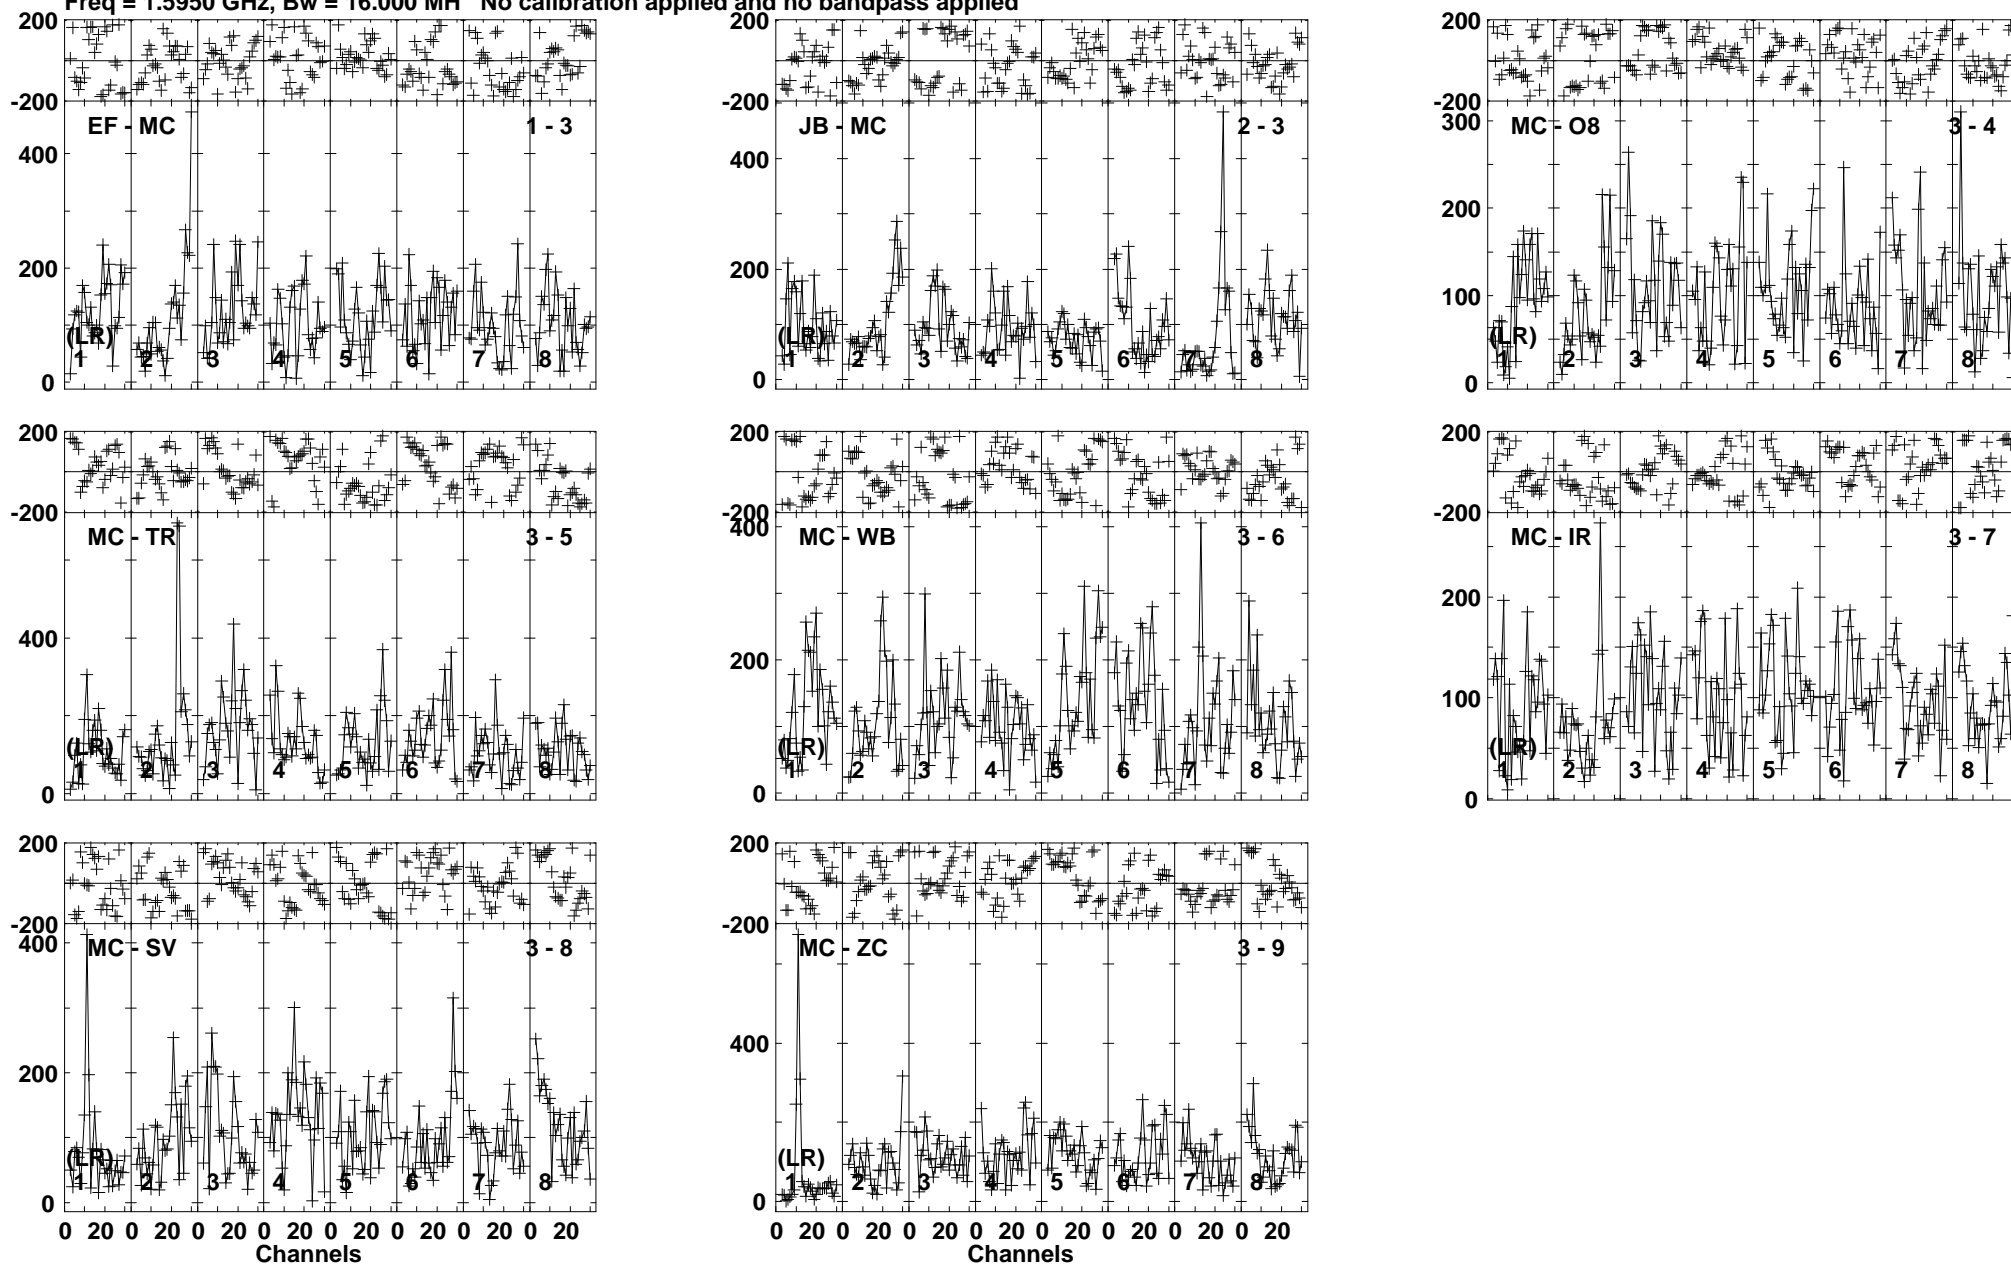 Freq = 1.5950 GHz, Bw = 16.000 MH No calibration applied and no bandpass applied
200 200 200
-200 -200 -200
EF - MC 1 - 3 JB - MC 2 - 3 MC - O8 3 - 4
400 400 300
200 200 200
100
(LR) (LR) (LR)
1 2 3 4 5 6 7 8 1 2 3 4 5 6 7 8 1 2 3 4 5 6 7 8
0 0 0
200 200 200
-200 -200 -200
MC - TR 3 - 5 MC - WB 3 - 6 MC - IR 3 - 7
400 400 200
200 100
(LR) (LR) (LR)
1 2 3 4 5 6 7 8 1 2 3 4 5 6 7 8 1 2 3 4 5 6 7 8
0 0 0
200 200
-200 -200
MC - SV 3 - 8 MC - ZC 3 - 9
400 400
200
(LR) (LR)
1 2 3 4 5 6 7 8 1 2 3 4 5 6 7 8
0 0
0 20 0 20 0 20 0 20 0 20 0 20 0 20 0 20 0 20 0 20 0 20 0 20 0 20 0 20 0 20 0 20
Channels Channels